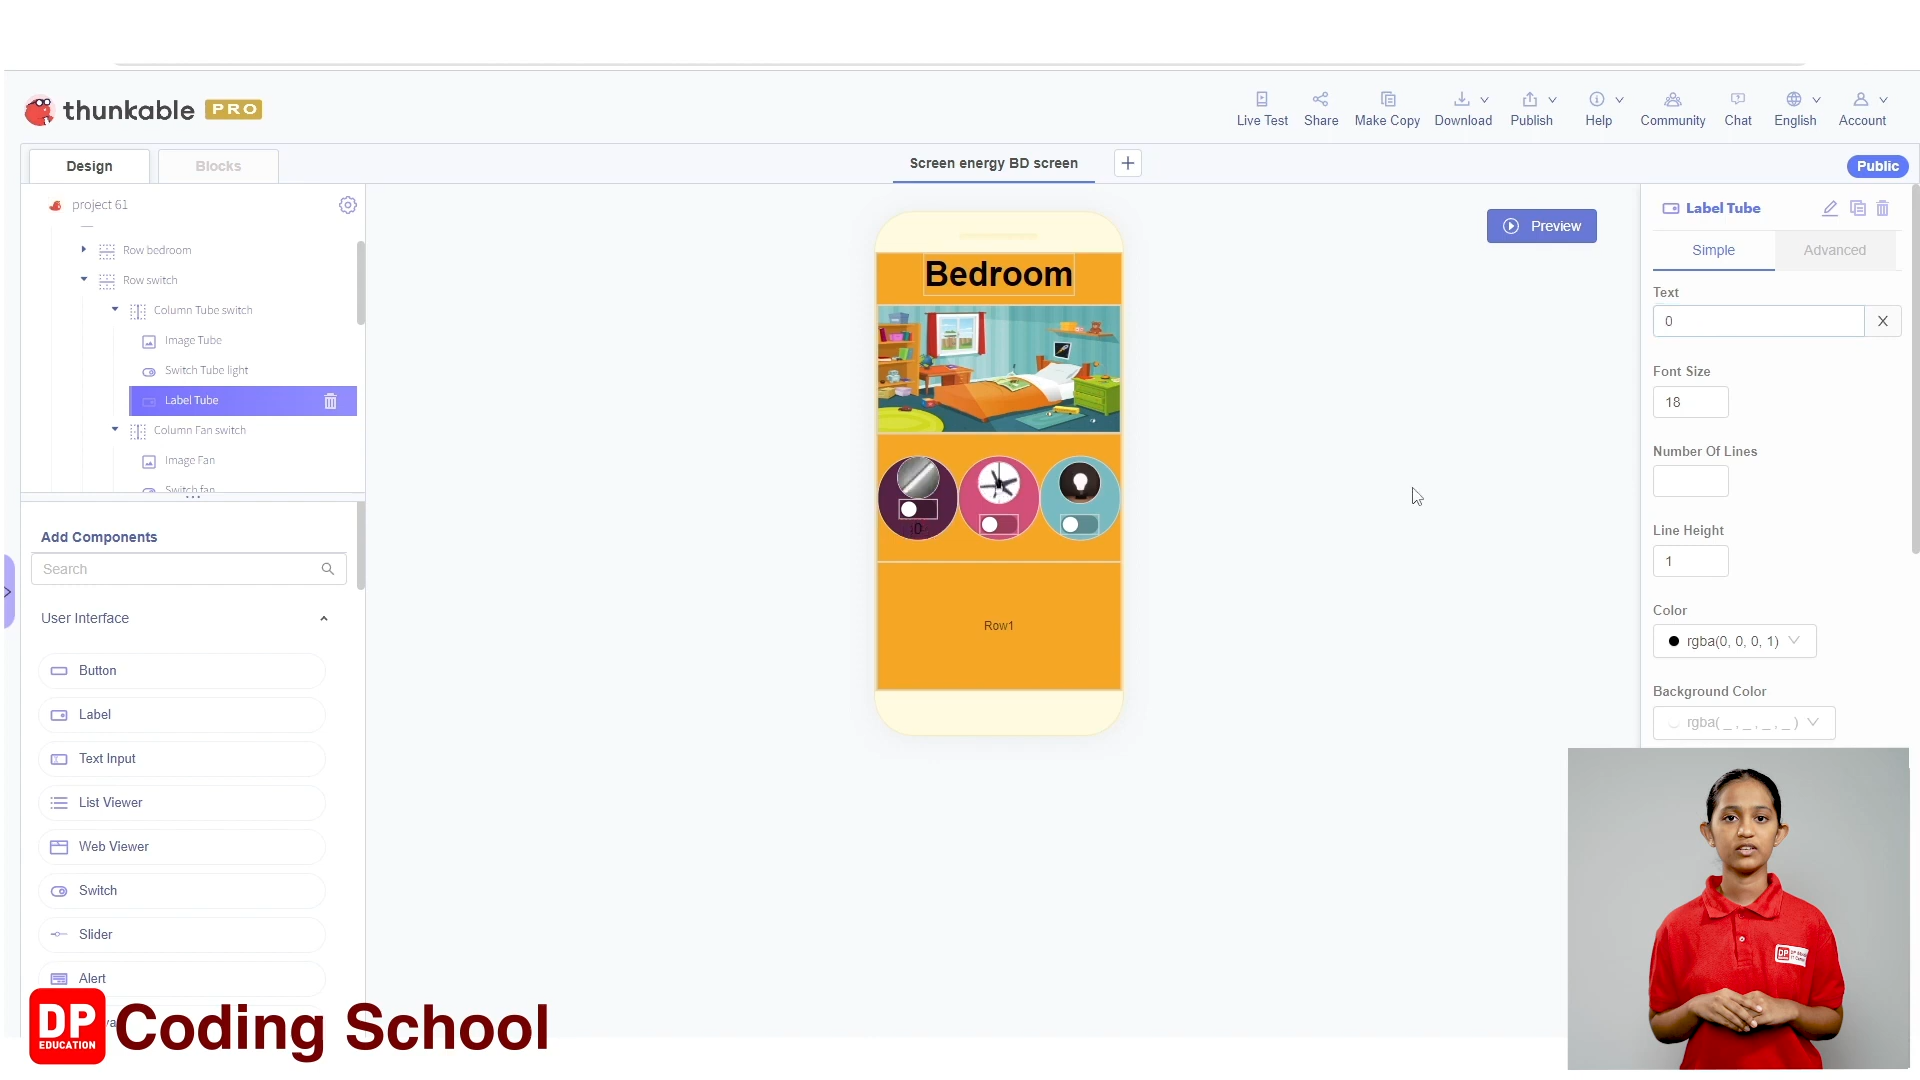 thunkable PRO
Live Test
Share
Make Copy
Download
Publish
Help
Community
Chat
English
Account
Design
Blocks
Screen energy BD screen
Public
project 61
Row bedroom
Row switch
Column Tube switch
Image Tube
Switch Tube light
Label Tube
Column Fan switch
Image Fan
Switch fan
Add Components
Search
User Interface
Button
Label
Text Input
List Viewer
Web Viewer
Switch
Slider
Alert
Preview
Bedroom
0
Row1
Label Tube
Simple
Advanced
Text
0
X
Font Size
18
Number Of Lines
Line Height
1
Color
rgba(0, 0, 0, 1)
Background Color
rgba( _ , _ , _ , _ )
DP
EDUCATION
Coding School